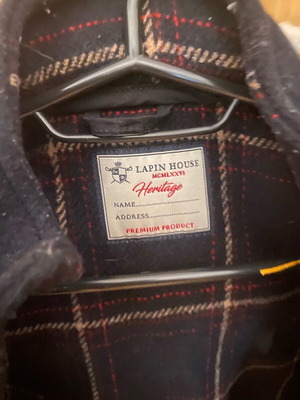 LAPIN HOUSE
MCMLXXVI
Heritage
NAME
ADDRESS
PREMIUM PRODUCT